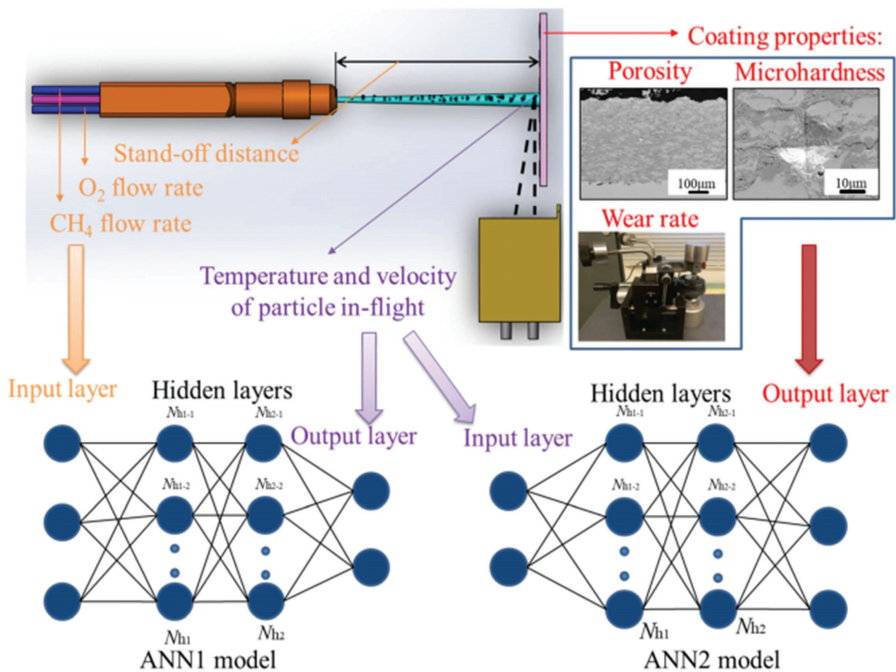 Coating properties:
Porosity
Microhardness
100μm
10μm
Wear rate
Stand-off distance
O₂ flow rate
CH₄ flow rate
Temperature and velocity
of particle in-flight
Input layer
Hidden layers
Output layer
Nh1-1
Nh2-1
Nh1-2
Nh2-2
Nh1
Nh2
ANN1 model
Input layer
Hidden layers
Output layer
Nh1-1
Nh2-1
Nh1-2
Nh2-2
Nh1
Nh2
ANN2 model